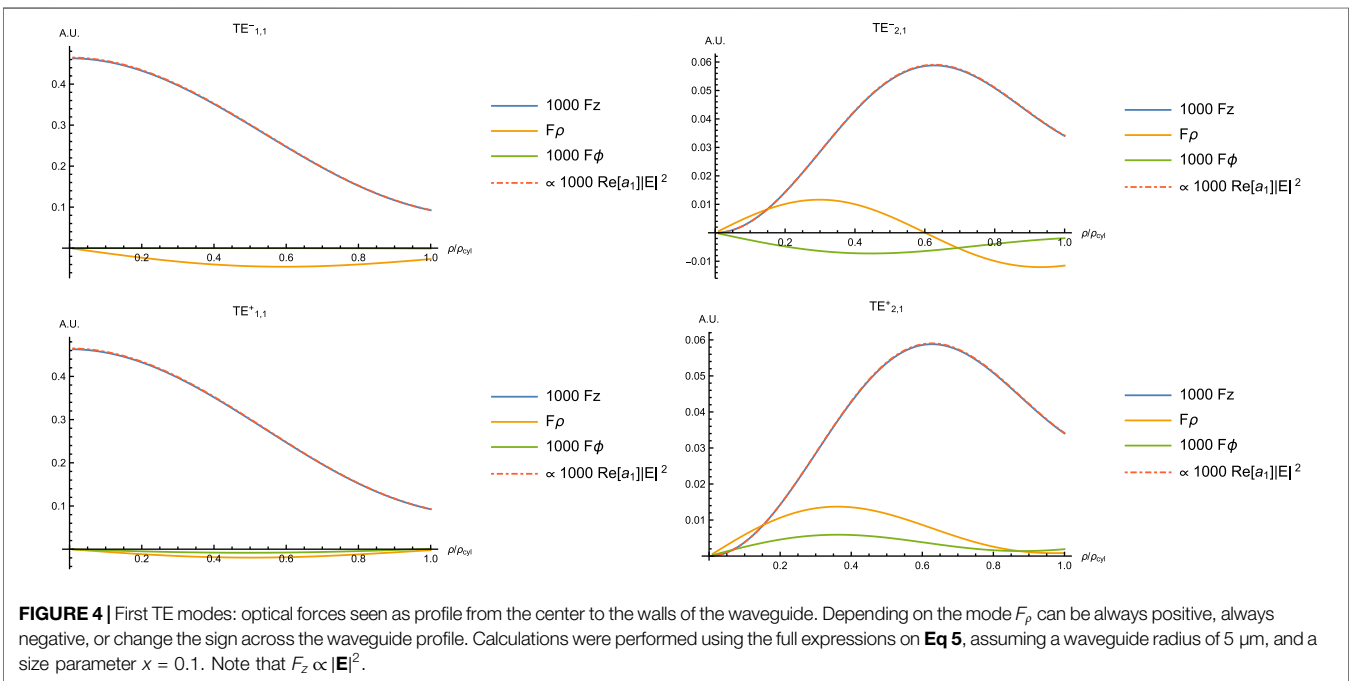 TE⁻₁,₁
A.U.
0.4
0.3
0.2
0.1
0.2 0.4 0.6 0.8 1.0
ρ/ρcyl
1000 Fz
Fρ
1000 Fϕ
∝ 1000 Re[a₁]|E|²
TE⁻₂,₁
A.U.
0.06
0.05
0.04
0.03
0.02
0.01
−0.01
0.2 0.4 0.6 0.8 1.0
ρ/ρcyl
1000 Fz
Fρ
1000 Fϕ
∝ 1000 Re[a₁]|E|²
TE⁺₁,₁
A.U.
0.4
0.3
0.2
0.1
0.2 0.4 0.6 0.8 1.0
ρ/ρcyl
1000 Fz
Fρ
1000 Fϕ
∝ 1000 Re[a₁]|E|²
TE⁺₂,₁
A.U.
0.06
0.05
0.04
0.03
0.02
0.01
0.2 0.4 0.6 0.8 1.0
ρ/ρcyl
1000 Fz
Fρ
1000 Fϕ
∝ 1000 Re[a₁]|E|²
FIGURE 4 | First TE modes: optical forces seen as profile from the center to the walls of the waveguide. Depending on the mode Fρ can be always positive, always
negative, or change the sign across the waveguide profile. Calculations were performed using the full expressions on Eq 5, assuming a waveguide radius of 5 μm, and a
size parameter x = 0.1. Note that Fz ∝ |E|².